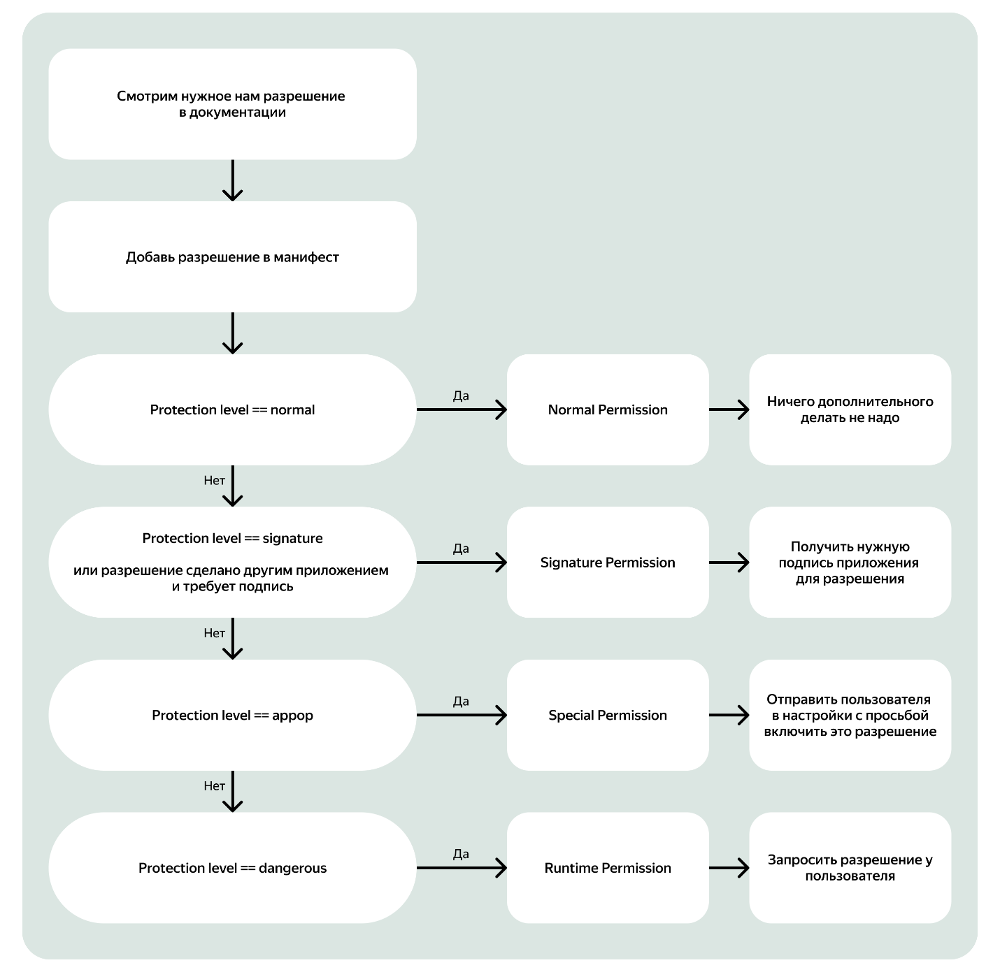 Смотрим нужное нам разрешение
в документации
Добавь разрешение в манифест
Protection level == normal
Да
Normal Permission
Ничего дополнительного
делать не надо
Нет
Protection level == signature
или разрешение сделано другим приложением
и требует подпись
Да
Signature Permission
Получить нужную
подпись приложения
для разрешения
Нет
Protection level == appop
Да
Special Permission
Отправить пользователя
в настройки с просьбой
включить это разрешение
Нет
Protection level == dangerous
Да
Runtime Permission
Запросить разрешение у
пользователя